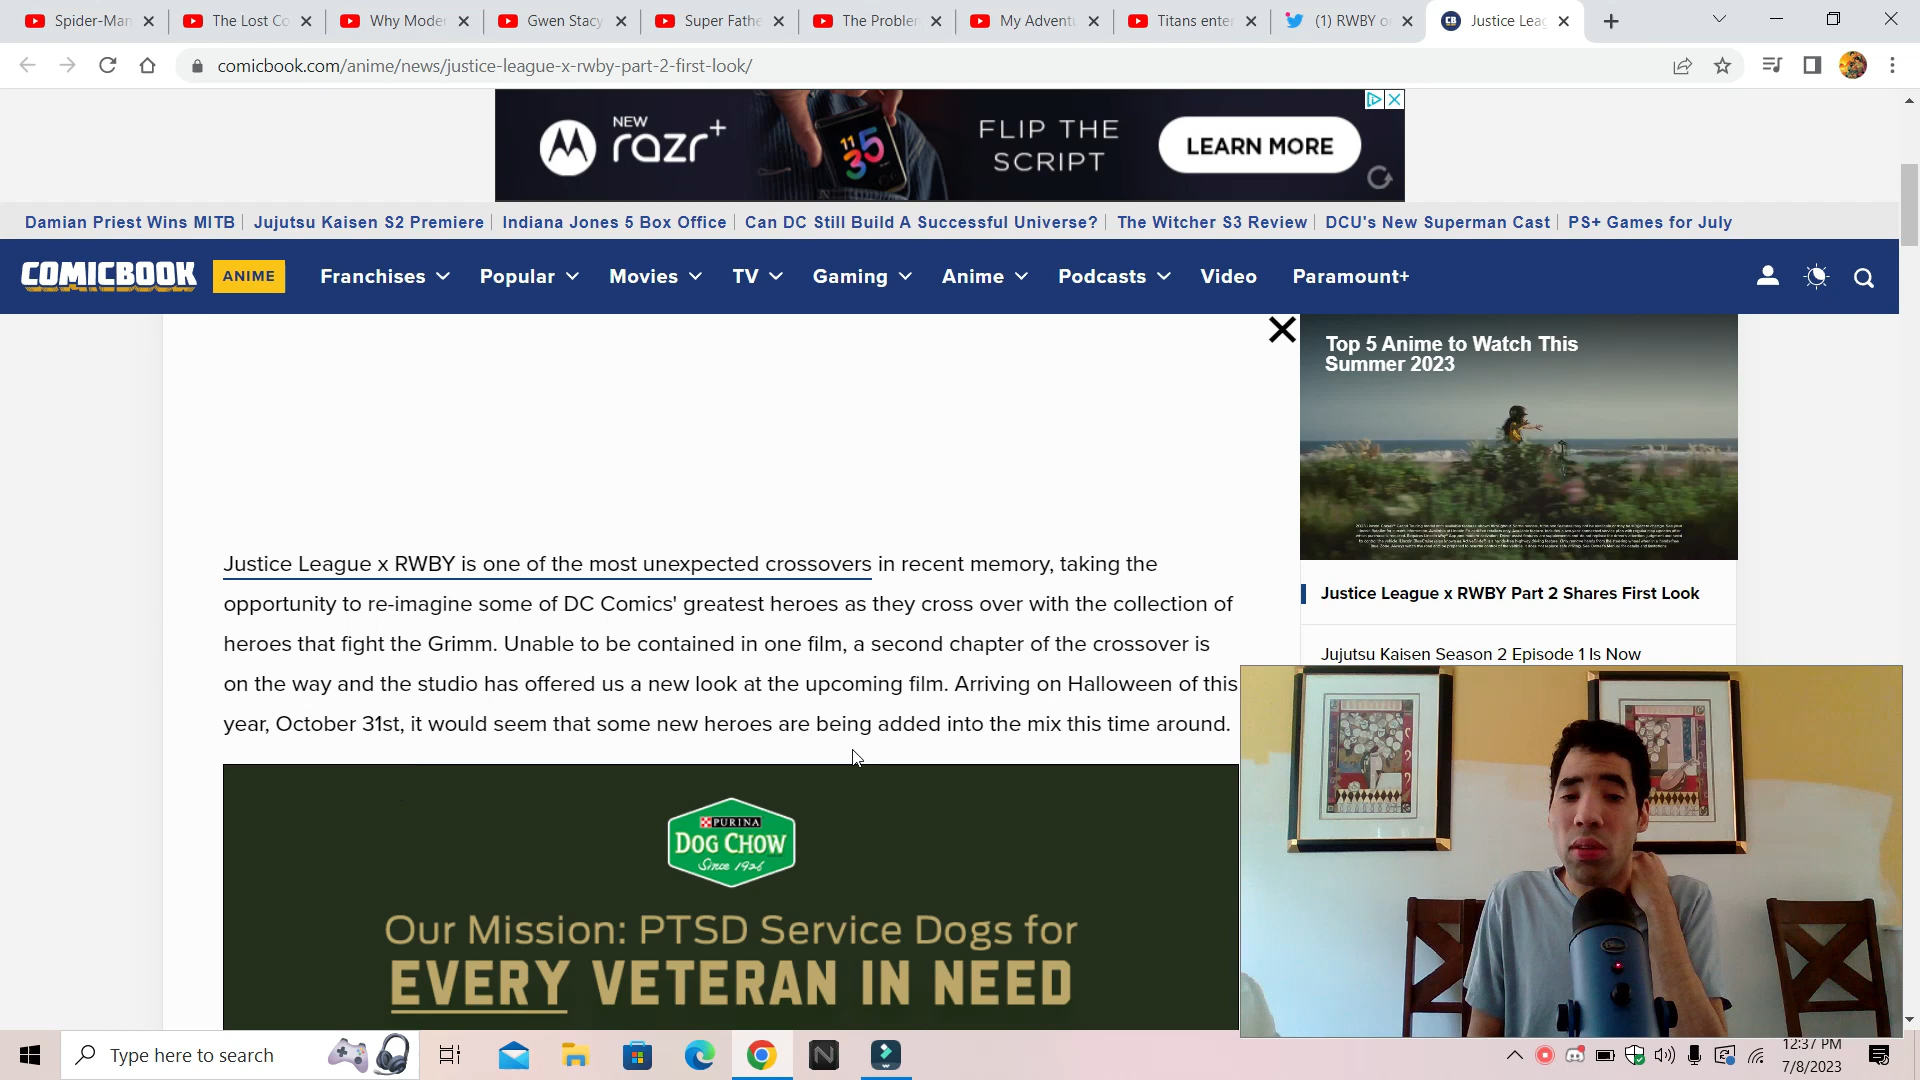 Spider-Man
The Lost Co
Why Moder
Gwen Stacy
Super Fathe
The Problem
My Adventu
Titans enter
(1) RWBY o
Justice Leag
comicbook.com/anime/news/justice-league-x-rwby-part-2-first-look/
NEW
razr+
11 35
FLIP THE
SCRIPT
LEARN MORE
Damian Priest Wins MITB
Jujutsu Kaisen S2 Premiere
Indiana Jones 5 Box Office
Can DC Still Build A Successful Universe?
The Witcher S3 Review
DCU's New Superman Cast
PS+ Games for July
COMICBOOK
ANIME
Franchises
Popular
Movies
TV
Gaming
Anime
Podcasts
Video
Paramount+
Top 5 Anime to Watch This
Summer 2023
Justice League x RWBY is one of the most unexpected crossovers in recent memory, taking the
opportunity to re-imagine some of DC Comics' greatest heroes as they cross over with the collection of
heroes that fight the Grimm. Unable to be contained in one film, a second chapter of the crossover is
on the way and the studio has offered us a new look at the upcoming film. Arriving on Halloween of this
year, October 31st, it would seem that some new heroes are being added into the mix this time around.
Justice League x RWBY Part 2 Shares First Look
Jujutsu Kaisen Season 2 Episode 1 Is Now
PURINA
DOG CHOW
Since 1926
Our Mission: PTSD Service Dogs for
EVERY VETERAN IN NEED
Type here to search
12:37 PM
7/8/2023